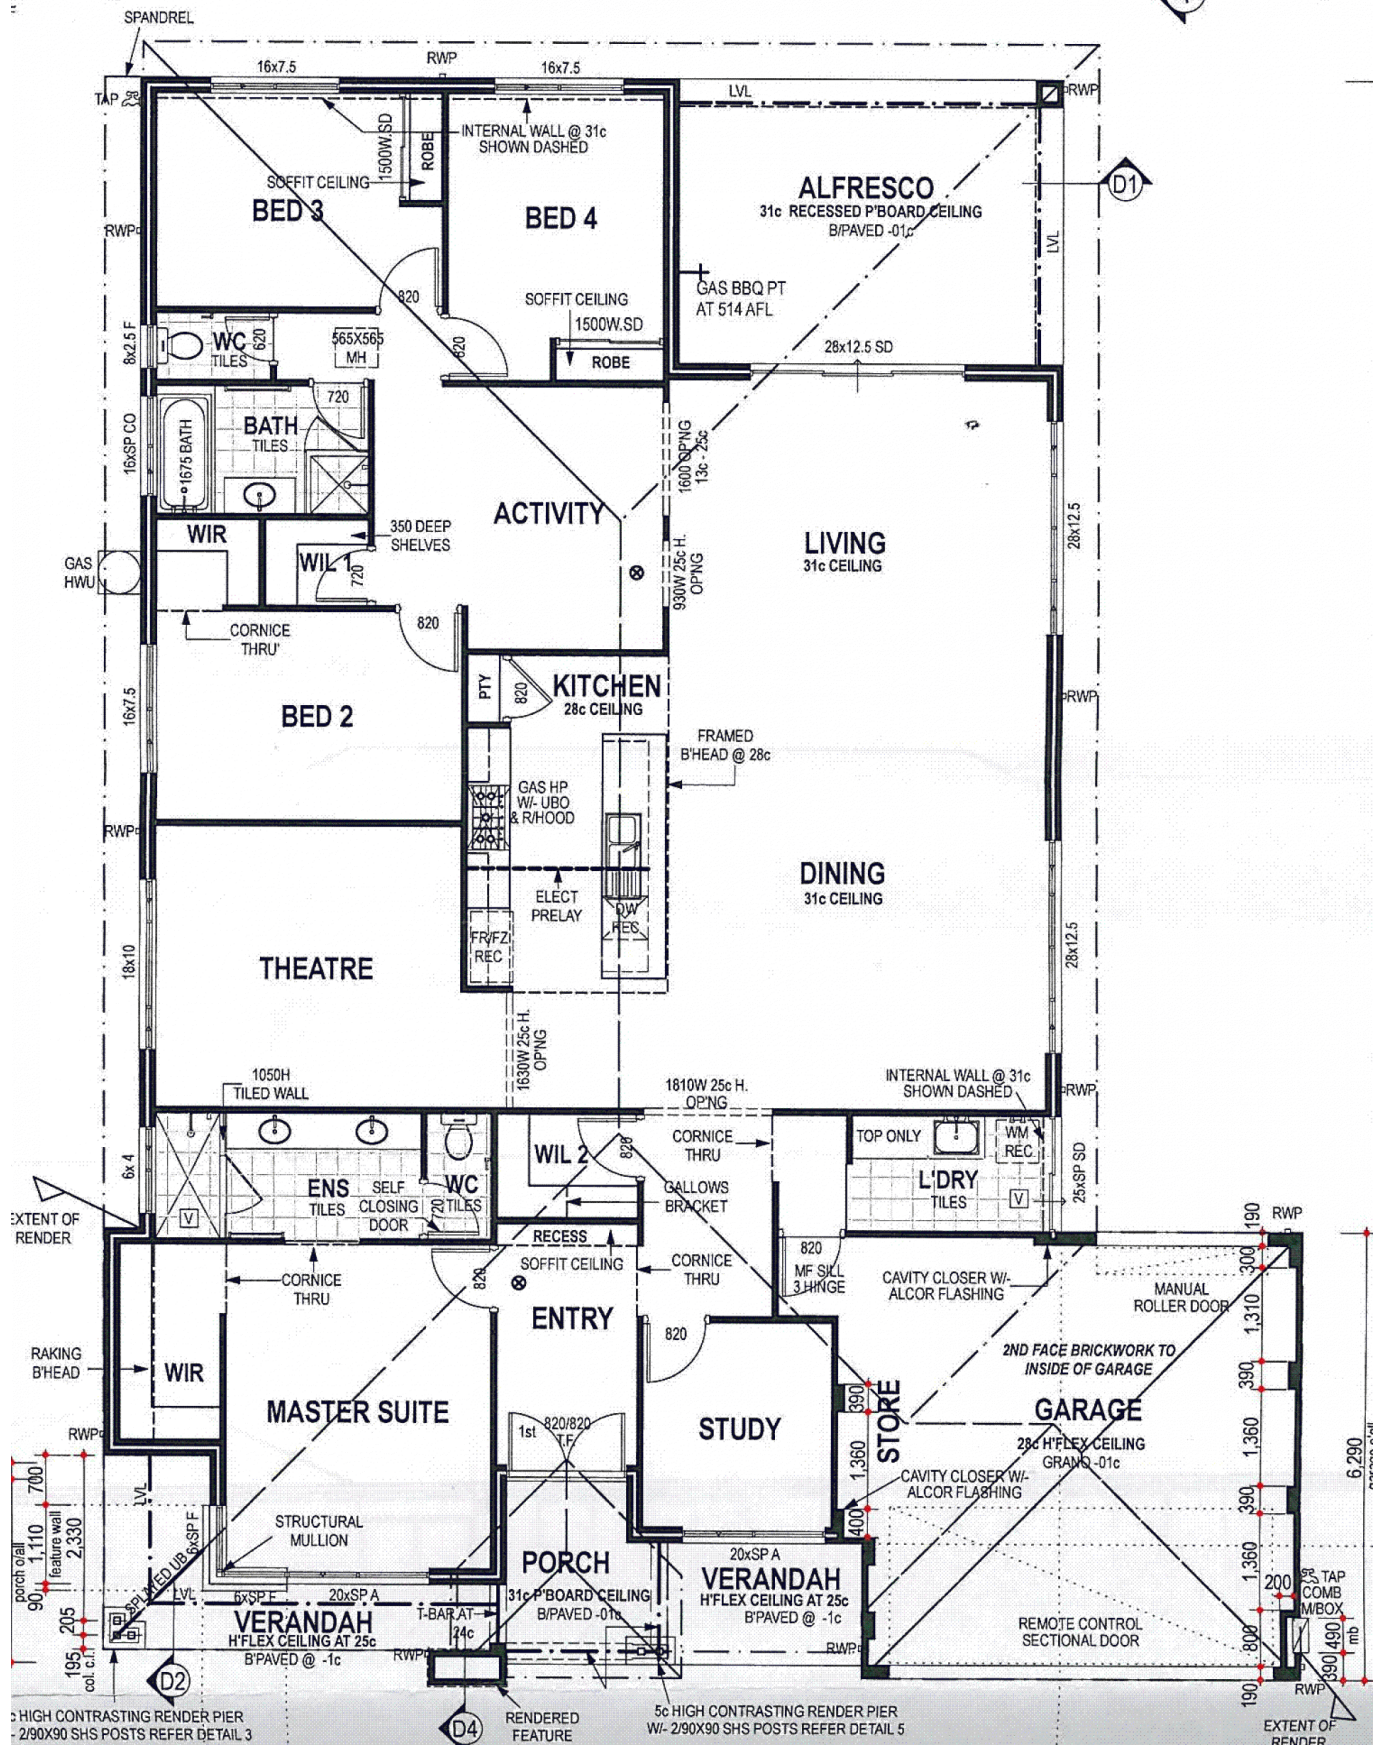 SPANDREL
RWP
16x7.5
16x7.5
LVL
RWP
TAP
INTERNAL WALL @ 31c
SHOWN DASHED
1500W.SD
ROBE
SOFFIT CEILING
BED 3
BED 4
ALFRESCO
31c RECESSED P'BOARD CEILING
B/PAVED -01c
D1
LVL
RWP
GAS BBQ PT
AT 514 AFL
820
SOFFIT CEILING
1500W.SD
ROBE
28x12.5 SD
8x2.5 F
WC
TILES
620
565X565
MH
820
720
BATH
TILES
1675 BATH
16xSP CO
1600 OP'NG
13c - 25c
ACTIVITY
LIVING
31c CEILING
28x12.5
WIR
WIL 1
350 DEEP
SHELVES
720
GAS
HWU
930W 25c H.
OP'NG
CORNICE
THRU'
820
PTY
820
KITCHEN
28c CEILING
BED 2
16x7.5
RWP
FRAMED
B'HEAD @ 28c
GAS HP
W/- UBO
& R/HOOD
RWP
DINING
31c CEILING
ELECT
PRELAY
DW
REC
FR/FZ
REC
THEATRE
18x10
28x12.5
1630W 25c H.
OP'NG
1050H
TILED WALL
1810W 25c H.
OP'NG
INTERNAL WALL @ 31c
SHOWN DASHED
RWP
6x 4
WIL 2
820
CORNICE
THRU
TOP ONLY
WM
REC
L'DRY
TILES
V
25xSP SD
ENS
TILES
SELF
CLOSING
DOOR
WC
TILES
720
V
GALLOWS
BRACKET
EXTENT OF
RENDER
RECESS
SOFFIT CEILING
CORNICE
THRU
820
MF SILL
3 HINGE
CAVITY CLOSER W/-
ALCOR FLASHING
MANUAL
ROLLER DOOR
RWP
190
300
1,310
CORNICE
THRU
820
ENTRY
820
RAKING
B'HEAD
WIR
2ND FACE BRICKWORK TO
INSIDE OF GARAGE
390
MASTER SUITE
STUDY
STORE
390
1,360
400
GARAGE
28c H'FLEX CEILING
GRANO -01c
1,360
6,290
RWP
1st
820/820
T.F.
CAVITY CLOSER W/-
ALCOR FLASHING
390
700
LVL
STRUCTURAL
MULLION
6xSP F
porch o/all
1,110
feature wall
2,330
90
SPLAYED UB
LVL
6xSP F
20xSP A
PORCH
31c P'BOARD CEILING
B/PAVED -01c
20xSP A
VERANDAH
H'FLEX CEILING AT 25c
B'PAVED @ -1c
1,360
200
TAP
COMB
M/BOX
VERANDAH
H'FLEX CEILING AT 25c
B'PAVED @ -1c
T-BAR AT
24c
205
195
col. c.l.
REMOTE CONTROL
SECTIONAL DOOR
800
490
mb
390
190
RWP
RWP
RWP
D2
D4
HIGH CONTRASTING RENDER PIER
- 2/90X90 SHS POSTS REFER DETAIL 3
RENDERED
FEATURE
5c HIGH CONTRASTING RENDER PIER
W/- 2/90X90 SHS POSTS REFER DETAIL 5
EXTENT OF
RENDER